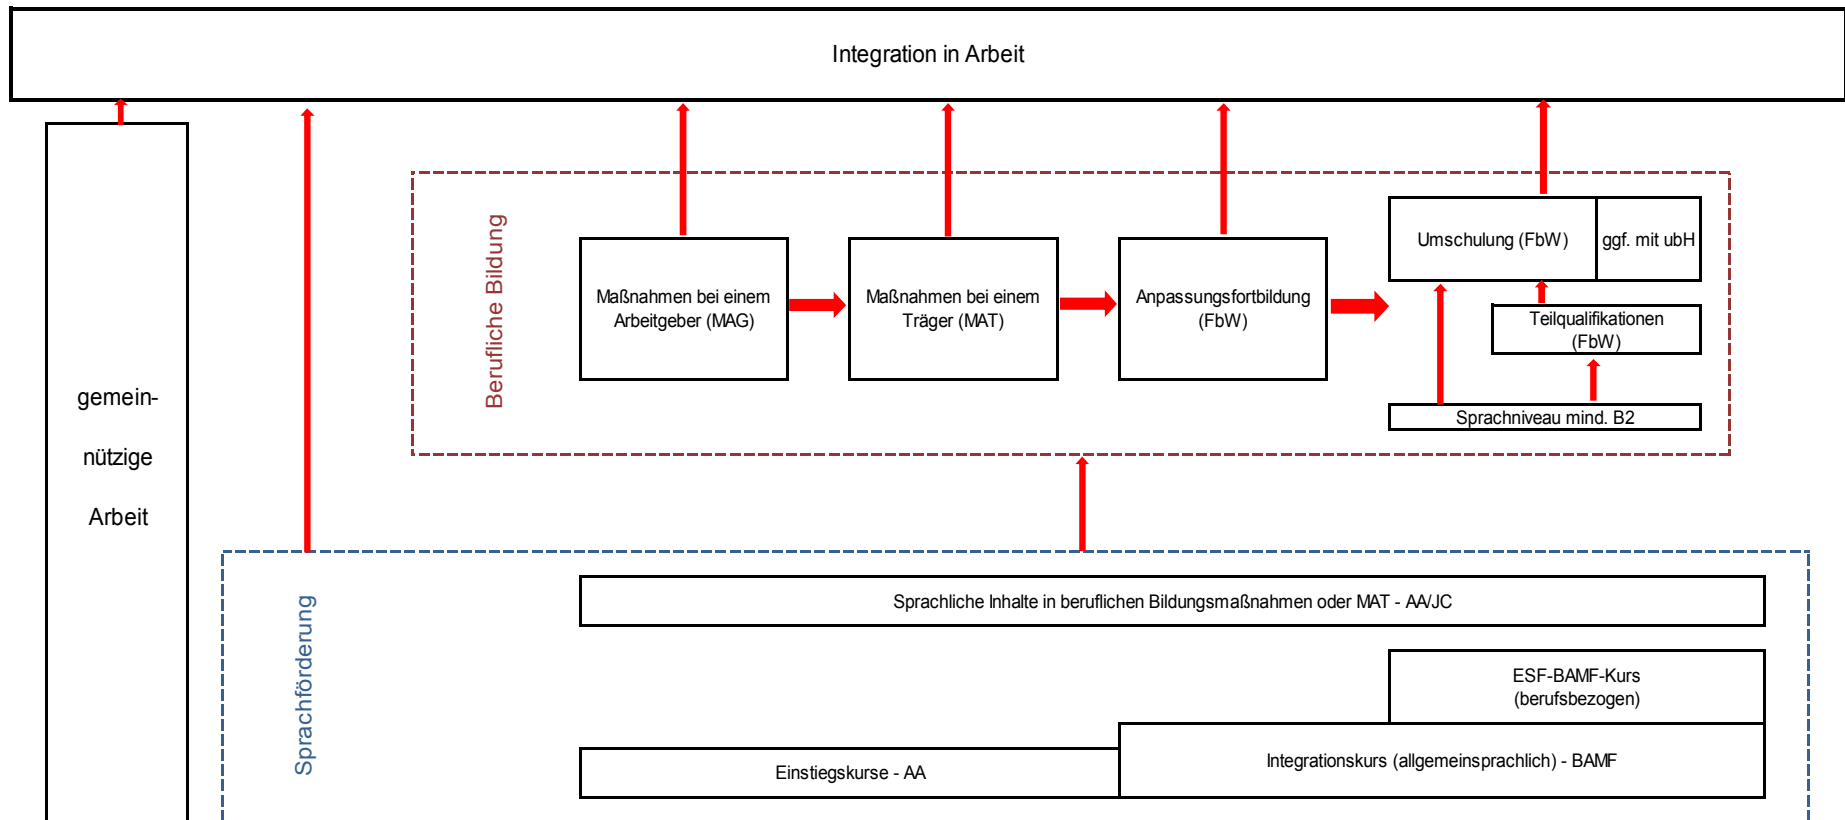 Integration in Arbeit
gemein-
nützige
Arbeit
Berufliche Bildung
Maßnahmen bei einem
Arbeitgeber (MAG)
Maßnahmen bei einem
Träger (MAT)
Anpassungsfortbildung
(FbW)
Umschulung (FbW)
ggf. mit ubH
Teilqualifikationen
(FbW)
Sprachniveau mind. B2
Sprachförderung
Sprachliche Inhalte in beruflichen Bildungsmaßnahmen oder MAT - AA/JC
ESF-BAMF-Kurs
(berufsbezogen)
Integrationskurs (allgemeinsprachlich) - BAMF
Einstiegskurse - AA